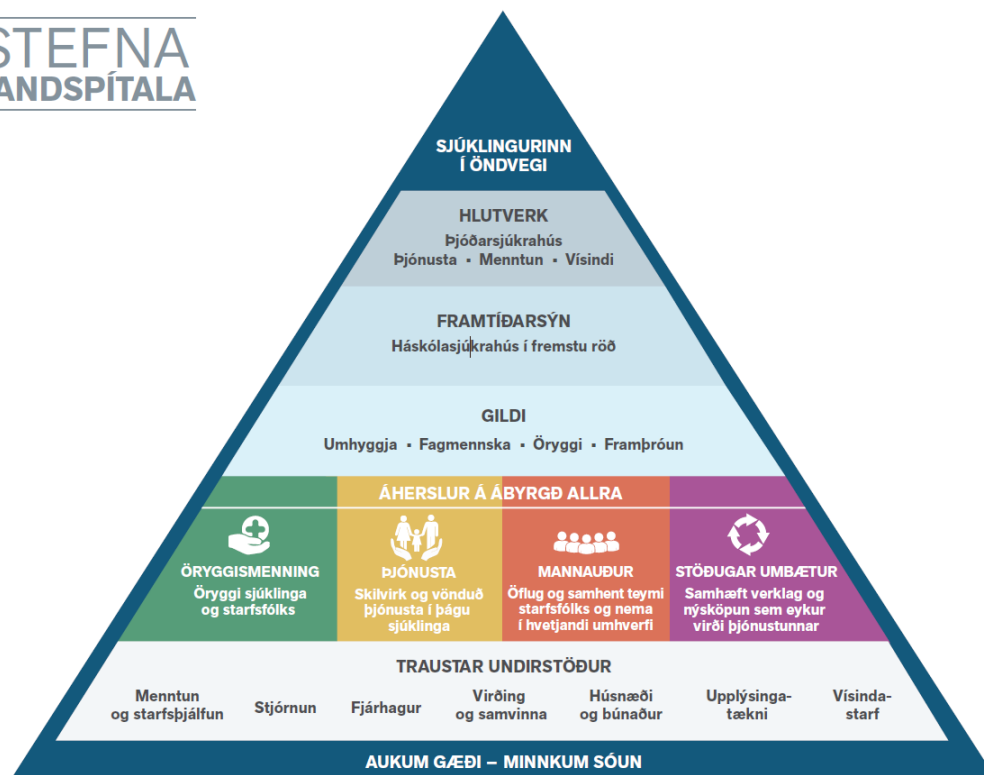 STEFNA
ANDSPÍTALA
SJÚKLINGURINN
Í ÖNDVEGI
HLUTVERK
Þjóðarsjúkrahús
Þjónusta ▪ Menntun ▪ Vísindi
FRAMTÍÐARSÝN
Háskólasjúkrahús í fremstu röð
GILDI
Umhyggja ▪ Fagmennska ▪ Öryggi ▪ Framþróun
ÁHERSLUR Á ÁBYRGÐ ALLRA
ÖRYGGISMENNING
Öryggi sjúklinga
og starfsfólks
ÞJÓNUSTA
Skilvirk og vönduð
þjónusta í þágu
sjúklinga
MANNAUÐUR
Öflug og samhent teymi
starfsfólks og nema
í hvetjandi umhverfi
STÖÐUGAR UMBÆTUR
Samhæft verklag og
nýsköpun sem eykur
virði þjónustunnar
TRAUSTAR UNDIRSTÖÐUR
Menntun
og starfsþjálfun
Stjórnun
Fjárhagur
Virðing
og samvinna
Húsnæði
og búnaður
Upplýsinga-
tækni
Vísinda-
starf
AUKUM GÆÐI – MINNKUM SÓUN